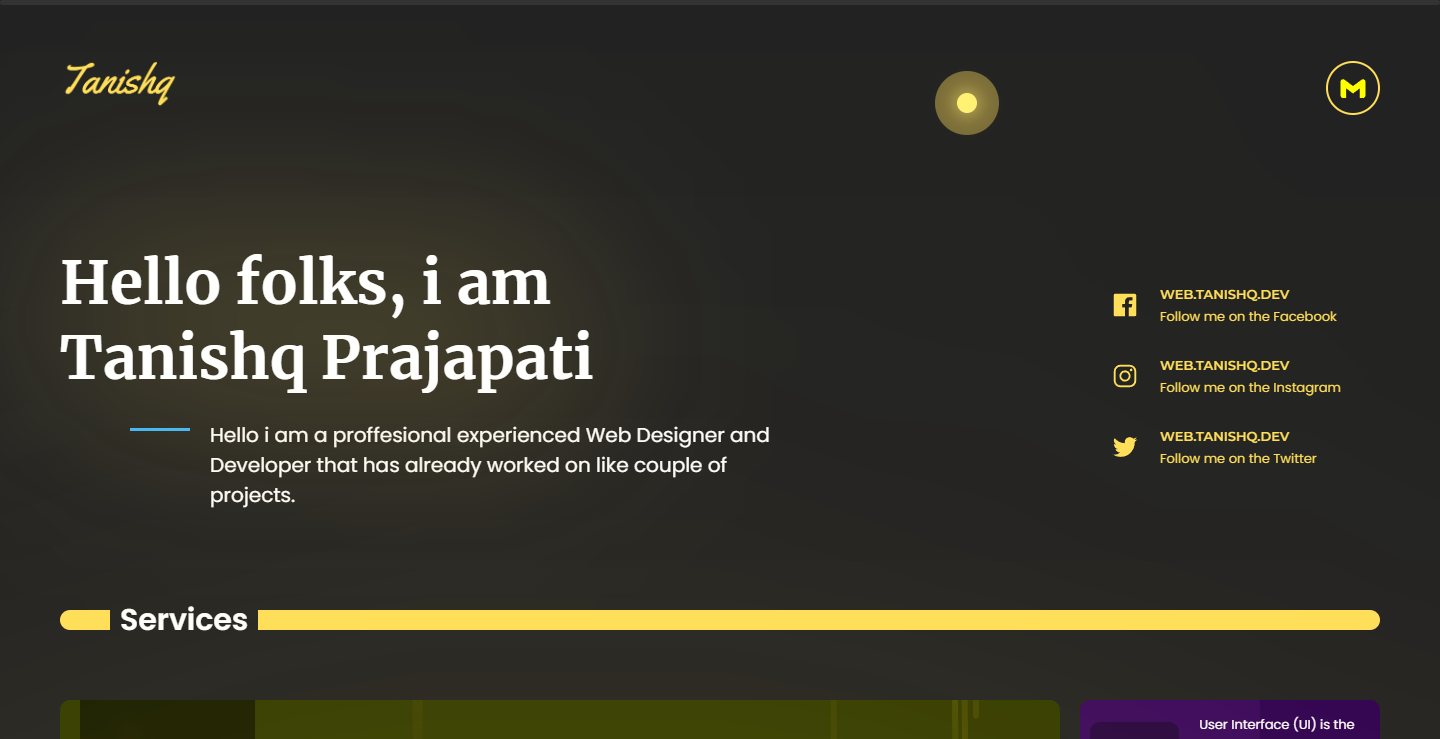 Tanishq
M
Hello folks, i am
Tanishq Prajapati
Hello i am a proffesional experienced Web Designer and
Developer that has already worked on like couple of
projects.
WEB.TANISHQ.DEV
Follow me on the Facebook
WEB.TANISHQ.DEV
Follow me on the Instagram
WEB.TANISHQ.DEV
Follow me on the Twitter
Services
User Interface (UI) is the